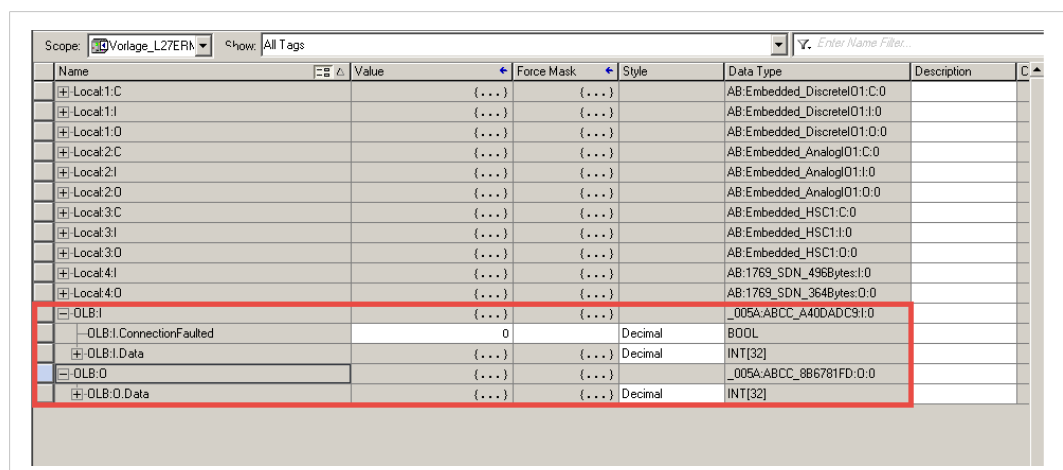 Scope: Vorlage_L27ERM Show: All Tags Enter Name Filter...
Name Value Force Mask Style Data Type Description
Local:1:C {...} {...} AB:Embedded_DiscreteIO1:C:0
Local:1:I {...} {...} AB:Embedded_DiscreteIO1:I:0
Local:1:O {...} {...} AB:Embedded_DiscreteIO1:O:0
Local:2:C {...} {...} AB:Embedded_AnalogIO1:C:0
Local:2:I {...} {...} AB:Embedded_AnalogIO1:I:0
Local:2:O {...} {...} AB:Embedded_AnalogIO1:O:0
Local:3:C {...} {...} AB:Embedded_HSC1:C:0
Local:3:I {...} {...} AB:Embedded_HSC1:I:0
Local:3:O {...} {...} AB:Embedded_HSC1:O:0
Local:4:I {...} {...} AB:1769_SDN_496Bytes:I:0
Local:4:O {...} {...} AB:1769_SDN_364Bytes:O:0
OLB:I {...} {...} _005A:ABCC_A40DADC9:I:0
OLB:I.ConnectionFaulted 0 Decimal BOOL
OLB:I.Data {...} {...} Decimal INT[32]
OLB:O {...} {...} _005A:ABCC_8B6781FD:O:0
OLB:O.Data {...} {...} Decimal INT[32]